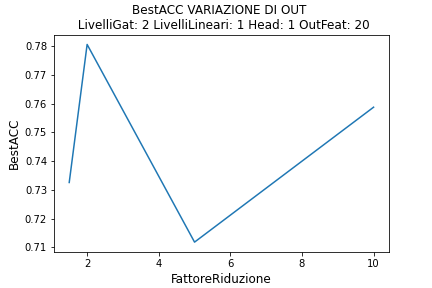 BestACC VARIAZIONE DI OUT
LivelliGat: 2 LivelliLineari: 1 Head: 1 OutFeat: 20
0.78
0.77
0.76
0.75
0.74
0.73
0.72
0.71
BestACC
2 4 6 8 10
FattoreRiduzione